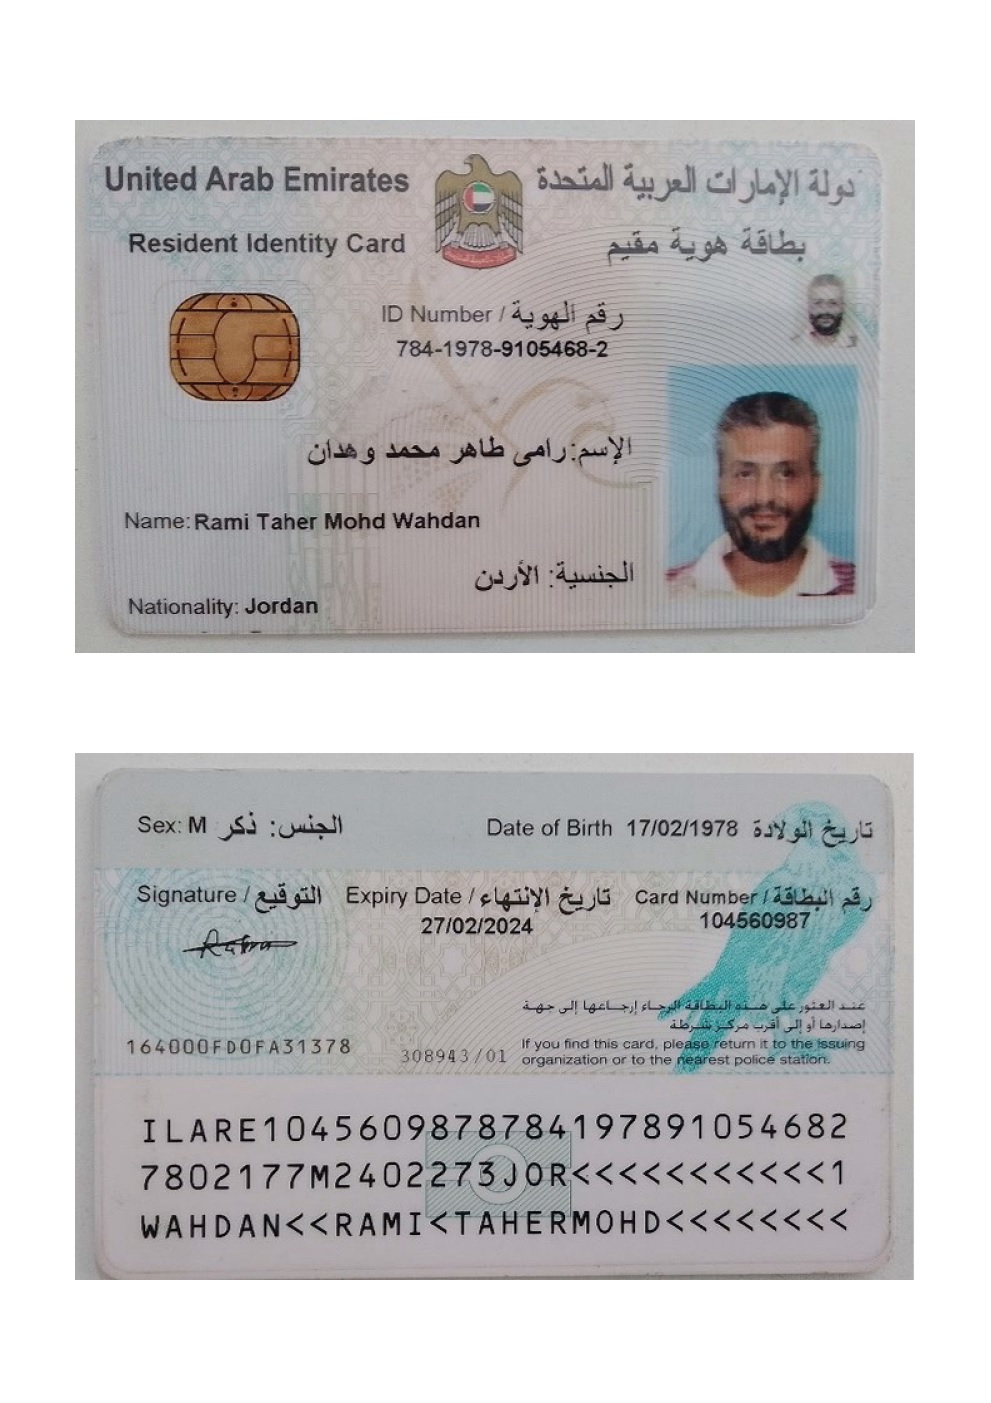 United Arab Emirates
دولة الإمارات العربية المتحدة
Resident Identity Card
بطاقة هوية مقيم
ID Number / رقم الهوية
784-1978-9105468-2
الإسم: رامى طاهر محمد وهدان
Name: Rami Taher Mohd Wahdan
الجنسية: الأردن
Nationality: Jordan
Sex: M الجنس: ذكر
Date of Birth 17/02/1978 تاريخ الولادة
Signature / التوقيع
Expiry Date / تاريخ الإنتهاء
27/02/2024
Card Number / رقم البطاقة
104560987
عند العثور على هذه البطاقة الرجاء إرجاعها إلى جهة
إصدارها أو إلى أقرب مركز شرطة
If you find this card, please return it to the issuing
organization or to the nearest police station.
164000FD0FA31378
308943/01
ILARE1045609878784197891054682
7802177M2402273JOR<<<<<<<<<<<1
WAHDAN<<RAMI<TAHERMOHD<<<<<<<<